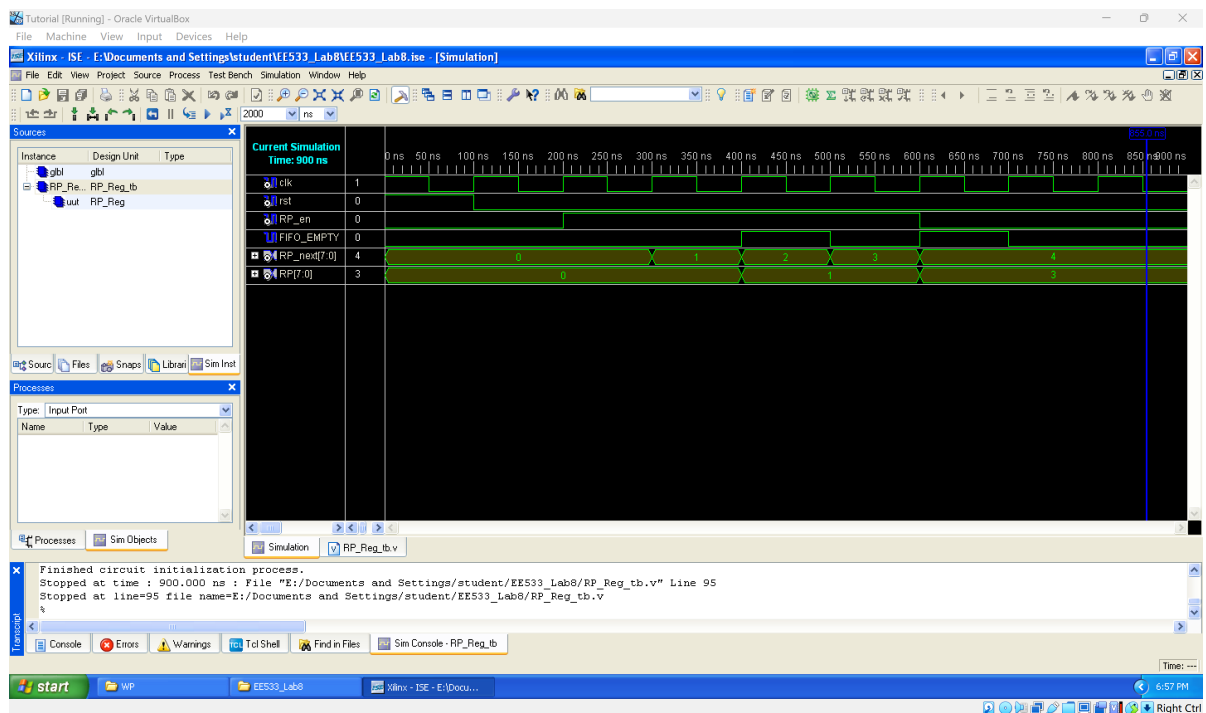 Tutorial [Running] - Oracle VirtualBox
File Machine View Input Devices Help
Xilinx - ISE - E:\Documents and Settings\student\EE533_Lab8\EE533_Lab8.ise - [Simulation]
File Edit View Project Source Process Test Bench Simulation Window Help
2000 ns
Sources
Instance Design Unit Type
glbl glbl
RP_Re... RP_Reg_tb
uut RP_Reg
Sourc Files Snaps Librari Sim Inst
Processes
Type: Input Port
Name Type Value
Processes Sim Objects
Current Simulation
Time: 900 ns
0 ns 50 ns 100 ns 150 ns 200 ns 250 ns 300 ns 350 ns 400 ns 450 ns 500 ns 550 ns 600 ns 650 ns 700 ns 750 ns 800 ns 850 ns 900 ns
clk 1
rst 0
RP_en 0
FIFO_EMPTY 0
RP_next[7:0] 4 0 1 2 3 4
RP[7:0] 3 0 1 3
Simulation RP_Reg_tb.v
Finished circuit initialization process.
Stopped at time : 900.000 ns : File "E:/Documents and Settings/student/EE533_Lab8/RP_Reg_tb.v" Line 95
Stopped at line=95 file name=E:/Documents and Settings/student/EE533_Lab8/RP_Reg_tb.v
%
Transcript
Console Errors Warnings Tcl Shell Find in Files Sim Console - RP_Reg_tb
Time: ---
start WP EE533_Lab8 Xilinx - ISE - E:\Docu... 6:57 PM
Right Ctrl